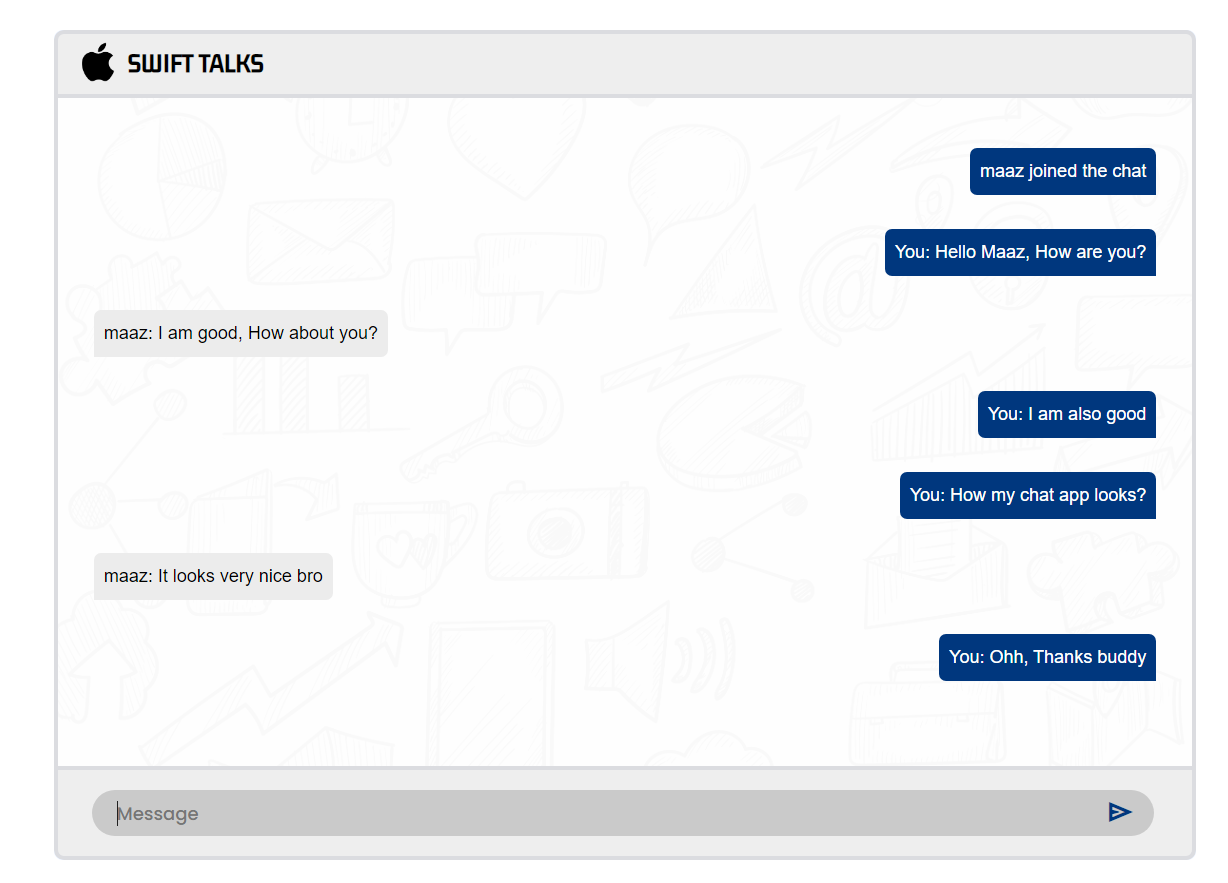 SWIFT TALKS
maaz joined the chat
You: Hello Maaz, How are you?
maaz: I am good, How about you?
You: I am also good
You: How my chat app looks?
maaz: It looks very nice bro
You: Ohh, Thanks buddy
Message